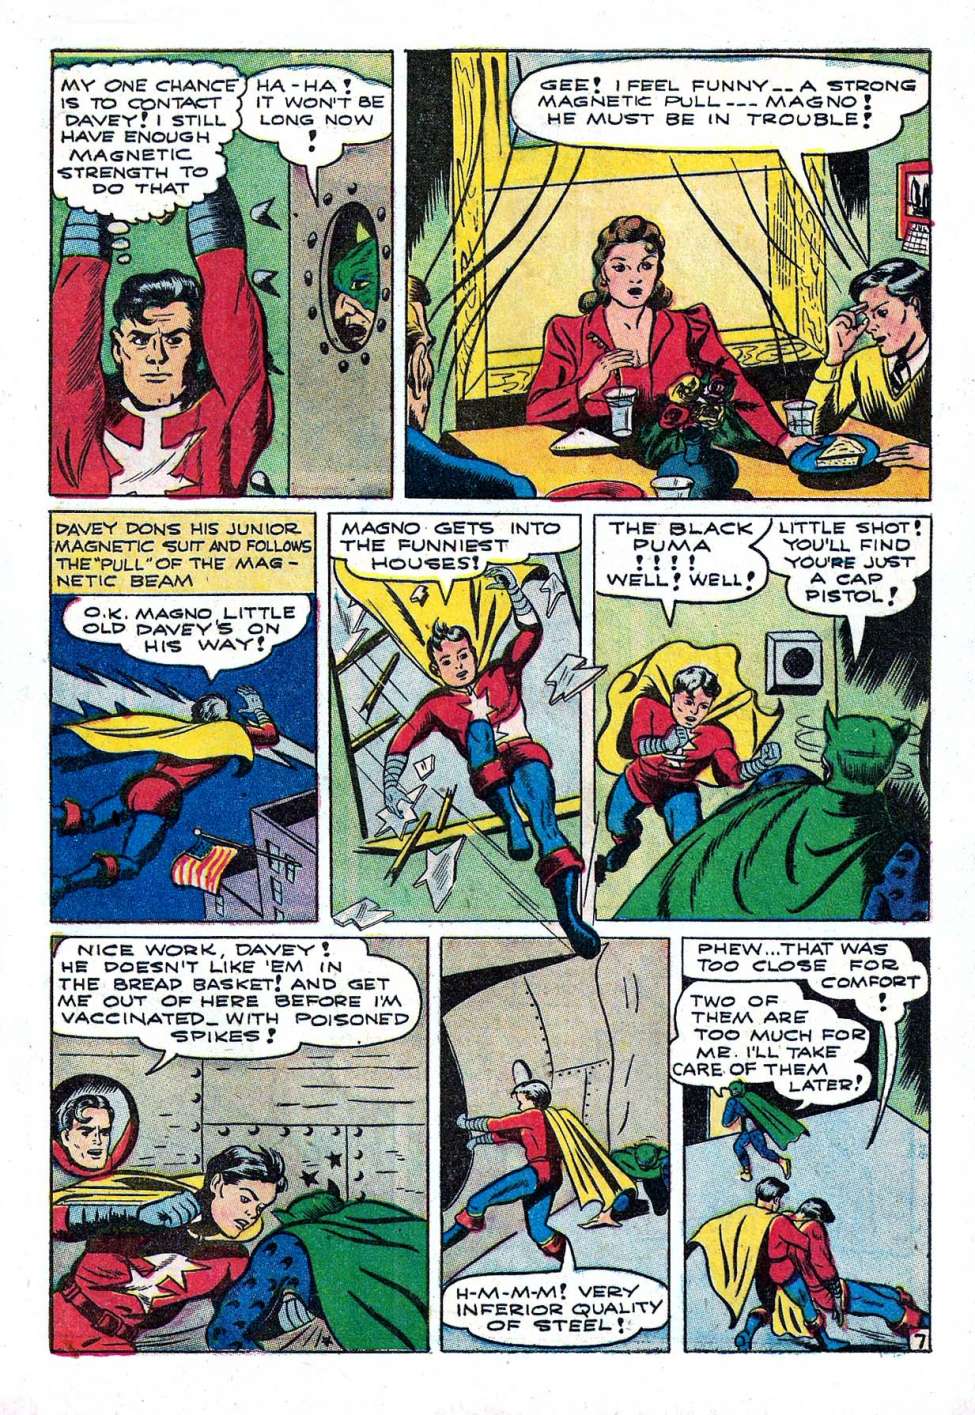 MY ONE CHANCE
IS TO CONTACT
DAVEY! I STILL
HAVE ENOUGH
MAGNETIC
STRENGTH TO
DO THAT
HA-HA!
IT WON'T BE
LONG NOW
!
GEE! I FEEL FUNNY__A STRONG
MAGNETIC PULL---MAGNO!
HE MUST BE IN TROUBLE!
DAVEY DONS HIS JUNIOR
MAGNETIC SUIT AND FOLLOWS
THE "PULL" OF THE MAG-
NETIC BEAM
O.K. MAGNO, LITTLE
OLD DAVEY'S ON
HIS WAY!
MAGNO GETS INTO
THE FUNNIEST
HOUSES!
THE BLACK
PUMA
!!!!
WELL! WELL!
LITTLE SHOT!
YOU'LL FIND
YOU'RE JUST
A CAP
PISTOL!
NICE WORK, DAVEY!
HE DOESN'T LIKE 'EM IN
THE BREAD BASKET! AND GET
ME OUT OF HERE BEFORE I'M
VACCINATED_ WITH POISONED
SPIKES!
H-M-M-M! VERY
INFERIOR QUALITY
OF STEEL!
PHEW...THAT WAS
TOO CLOSE FOR
COMFORT
!
TWO OF
THEM ARE
TOO MUCH FOR
ME. I'LL TAKE
CARE OF THEM
LATER!
7